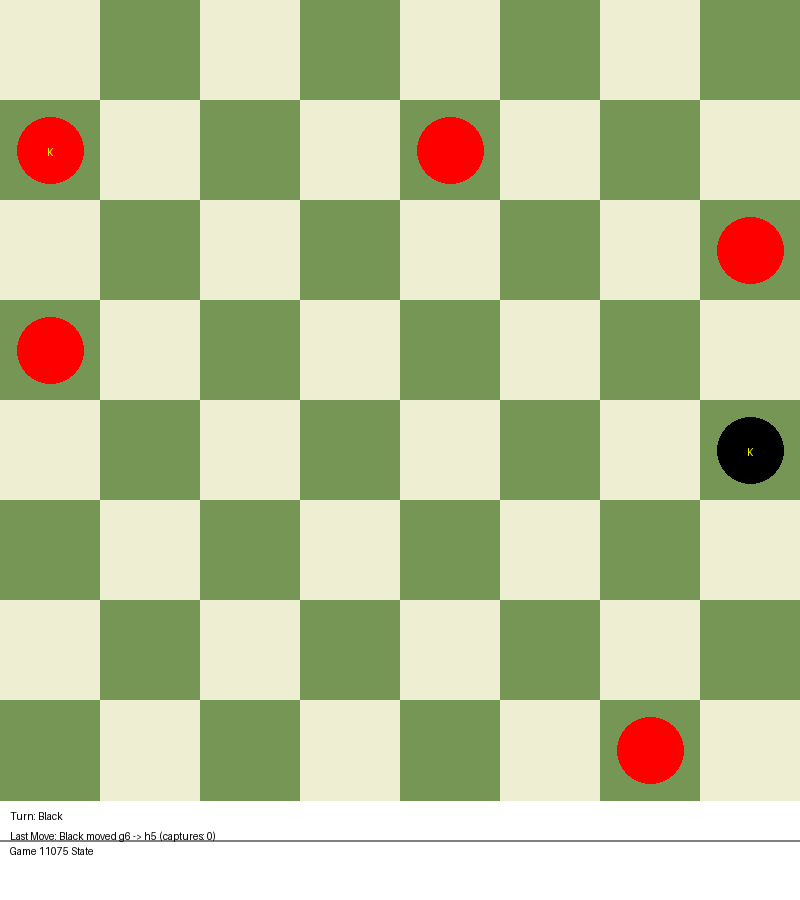 K
K
Turn: Black
Last Move: Black moved g6 -> h5 (captures: 0)
Game 11075 State